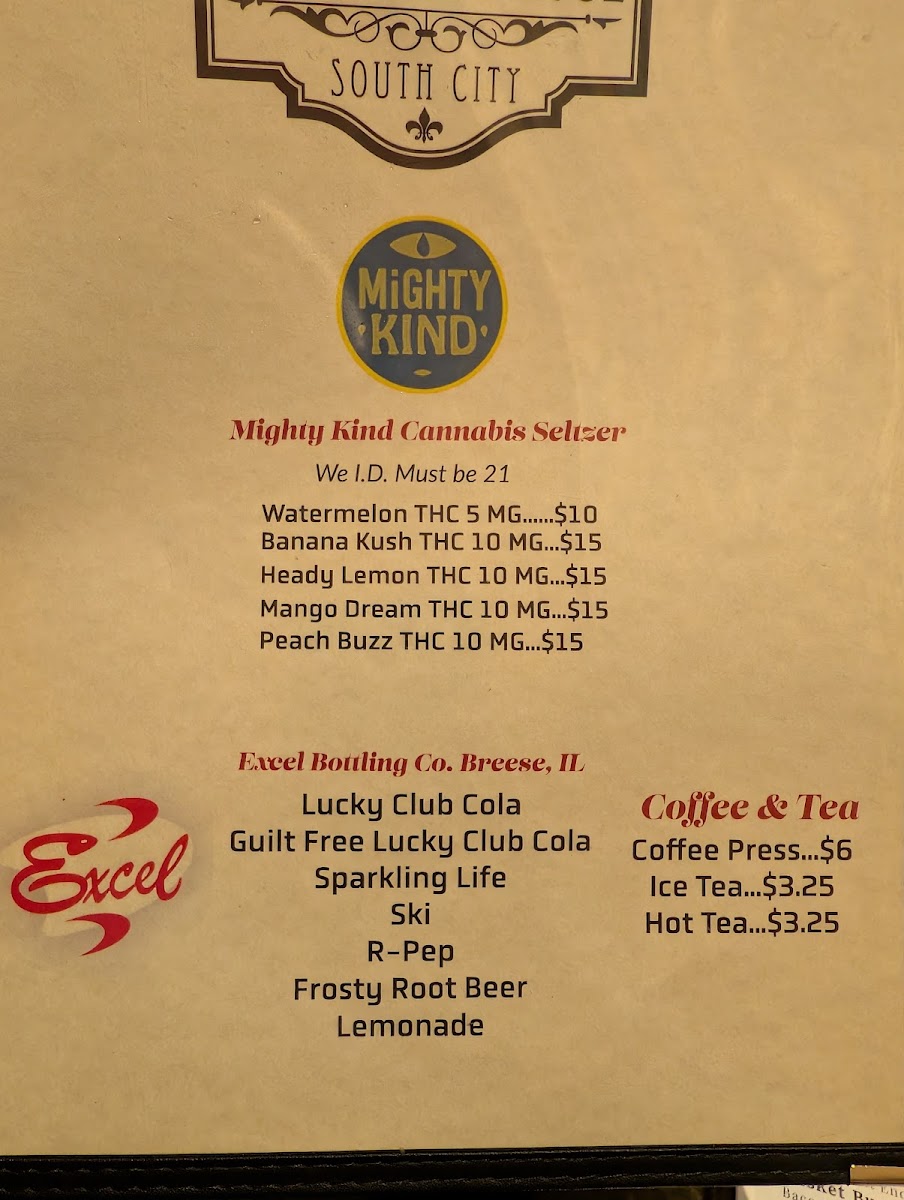 SOUTH CITY
MiGHTY
KIND
Mighty Kind Cannabis Seltzer
We I.D. Must be 21
Watermelon THC 5 MG......$10
Banana Kush THC 10 MG...$15
Heady Lemon THC 10 MG...$15
Mango Dream THC 10 MG...$15
Peach Buzz THC 10 MG...$15
Excel Bottling Co. Breese, IL
Lucky Club Cola
Guilt Free Lucky Club Cola
Sparkling Life
Ski
R-Pep
Frosty Root Beer
Lemonade
Excel
Coffee & Tea
Coffee Press...$6
Ice Tea...$3.25
Hot Tea...$3.25